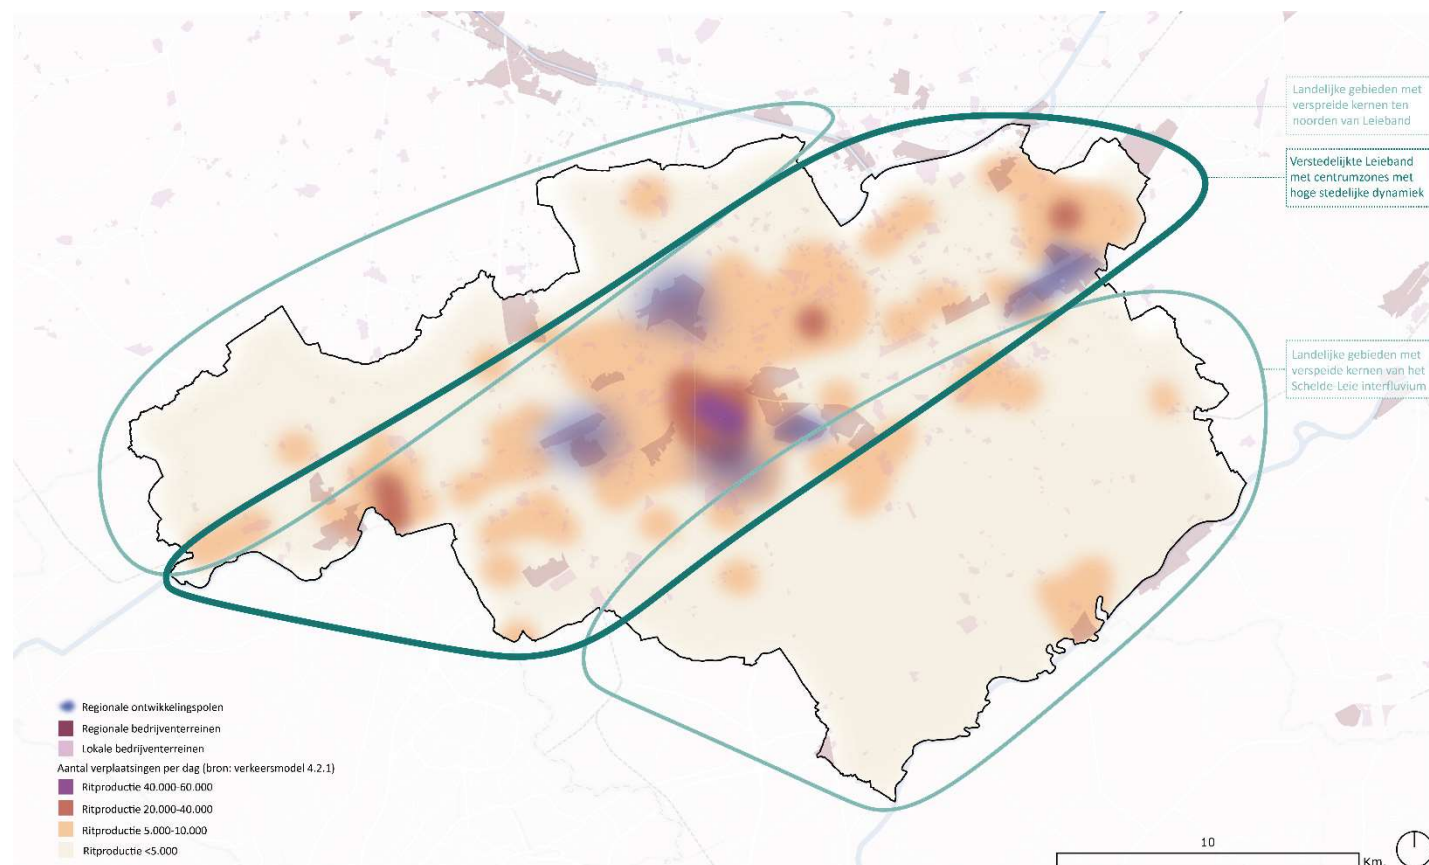 Landelijke gebieden met
verspreide kernen ten
noorden van Leieband
Verstedelijkte Leieband
met centrumzones met
hoge stedelijke dynamiek
Landelijke gebieden met
verspeide kernen van het
Schelde-Leie interfluvium
Regionale ontwikkelingspolen
Regionale bedrijventerreinen
Lokale bedrijventerreinen
Aantal verplaatsingen per dag (bron: verkeersmodel 4.2.1)
Ritproductie 40.000-60.000
Ritproductie 20.000-40.000
Ritproductie 5.000-10.000
Ritproductie <5.000
10
Km.